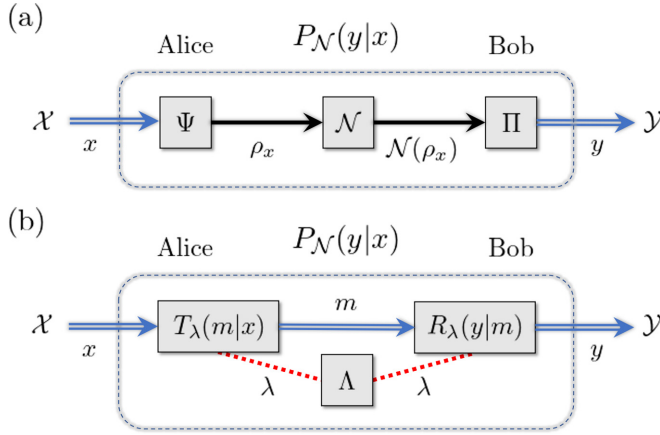 (a)
Alice P_𝒩(y|x) Bob
𝒳 x Ψ ρ_x 𝒩 𝒩(ρ_x) Π y 𝒴
(b)
Alice P_𝒩(y|x) Bob
𝒳 x T_λ(m|x) m R_λ(y|m) y 𝒴
λ Λ λ